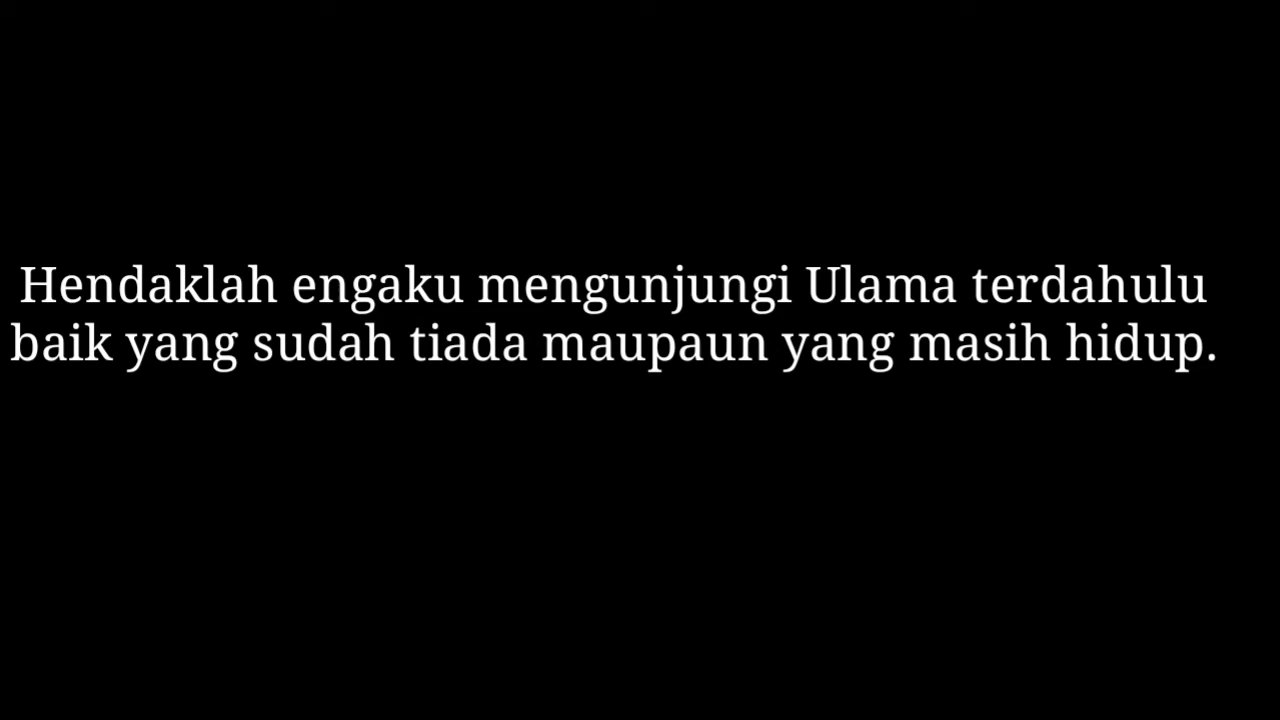 Hendaklah engaku mengunjungi Ulama terdahulu
baik yang sudah tiada maupaun yang masih hidup.